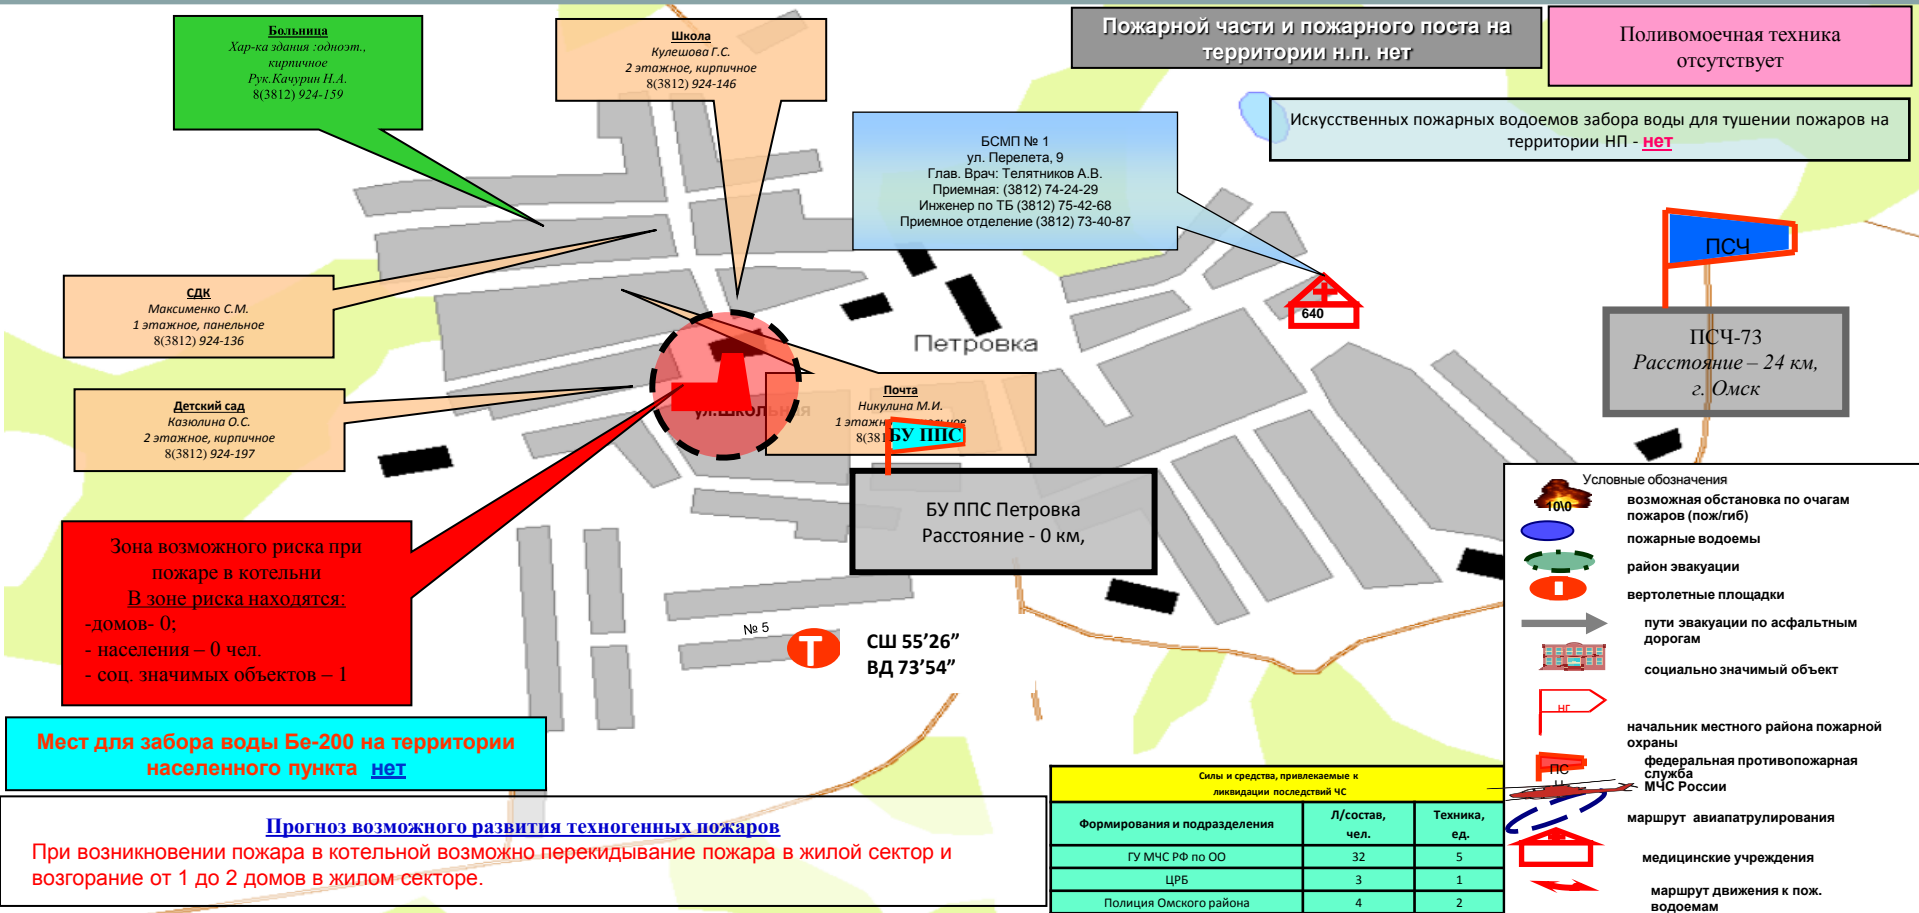 Больница
Хар-ка здания :одноэт.,
кирпичное
Рук.Качурин Н.А.
8(3812) 924-159
Школа
Кулешова Г.С.
2 этажное, кирпичное
8(3812) 924-146
Пожарной части и пожарного поста на
территории н.п. нет
Поливомоечная техника
отсутствует
Искусственных пожарных водоемов забора воды для тушении пожаров на
территории НП - нет
БСМП № 1
ул. Перелета, 9
Глав. Врач: Телятников А.В.
Приемная: (3812) 74-24-29
Инженер по ТБ (3812) 75-42-68
Приемное отделение (3812) 73-40-87
ПСЧ
640
ПСЧ-73
Расстояние – 24 км,
г. Омск
СДК
Максименко С.М.
1 этажное, панельное
8(3812) 924-136
Петровка
Детский сад
Казюлина О.С.
2 этажное, кирпичное
8(3812) 924-197
Почта
Никулина М.И.
1 этажн
8(381
ул.Школьная
БУ ППС
БУ ППС Петровка
Расстояние - 0 км,
Зона возможного риска при
пожаре в котельни
В зоне риска находятся:
-домов- 0;
- населения – 0 чел.
- соц. значимых объектов – 1
№ 5
Т
СШ 55’26”
ВД 73’54”
Мест для забора воды Бе-200 на территории
населенного пункта нет
Прогноз возможного развития техногенных пожаров
При возникновении пожара в котельной возможно перекидывание пожара в жилой сектор и
возгорание от 1 до 2 домов в жилом секторе.
Силы и средства, привлекаемые к
ликвидации последствий ЧС
Формирования и подразделения Л/состав, чел. Техника, ед.
ГУ МЧС РФ по ОО 32 5
ЦРБ 3 1
Полиция Омского района 4 2
Условные обозначения
10\0
возможная обстановка по очагам
пожаров (пож/гиб)
пожарные водоемы
район эвакуации
вертолетные площадки
пути эвакуации по асфальтным
дорогам
социально значимый объект
НГ
начальник местного района пожарной
охраны
ПС
федеральная противопожарная
служба
МЧС России
маршрут авиапатрулирования
медицинские учреждения
маршрут движения к пож.
водоемам